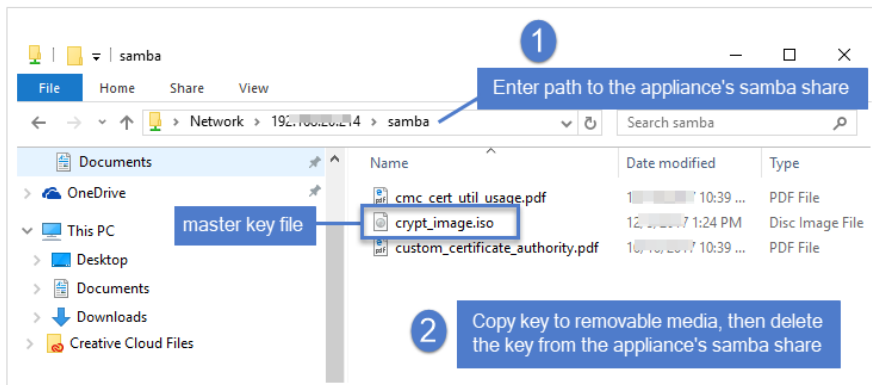 samba
1
File Home Share View
Enter path to the appliance's samba share
Network > samba
Search samba
Documents
Name Date modified Type
OneDrive
cmc_cert_util_usage.pdf 10:39 ... PDF File
master key file
crypt_image.iso 1:24 PM Disc Image File
This PC
custom_certificate_authority.pdf 10:39 ... PDF File
Desktop
Documents
Downloads
2
Copy key to removable media, then delete
the key from the appliance's samba share
Creative Cloud Files